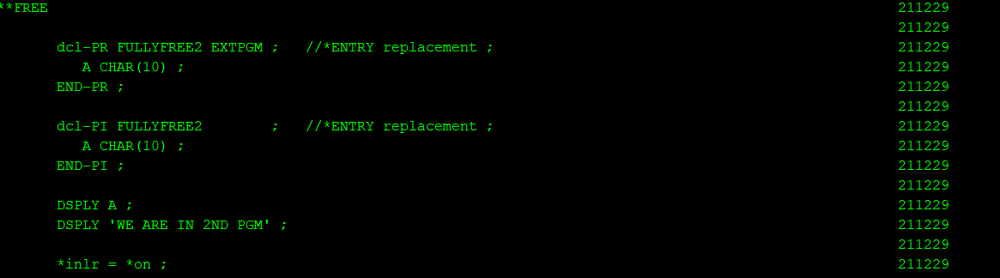 **FREE 211229
211229
dcl-PR FULLYFREE2 EXTPGM ; //*ENTRY replacement ; 211229
A CHAR(10) ; 211229
END-PR ; 211229
211229
dcl-PI FULLYFREE2 ; //*ENTRY replacement ; 211229
A CHAR(10) ; 211229
END-PI ; 211229
211229
DSPLY A ; 211229
DSPLY 'WE ARE IN 2ND PGM' ; 211229
211229
*inlr = *on ; 211229